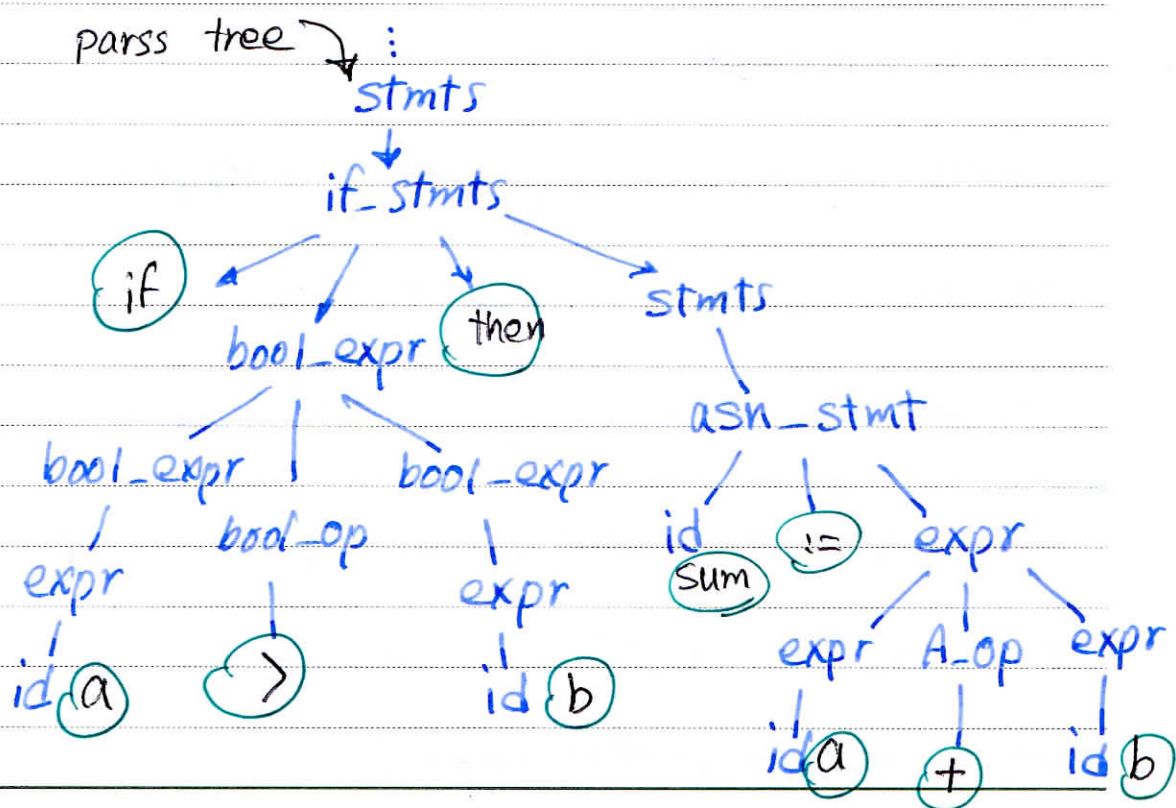 parss tree
⋮
stmts
if_stmts
if
stmts
then
bool_expr
asn_stmt
bool_expr
bool_expr
id
:=
expr
bool_op
sum
expr
expr
expr
A_op
expr
id a
>
id b
id a
+
id b